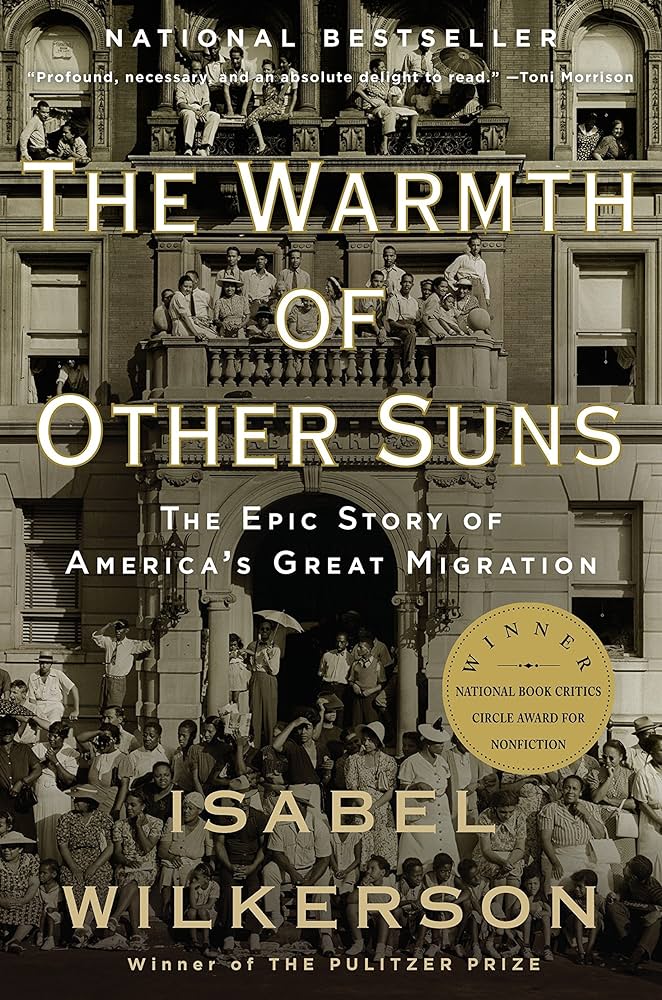 NATIONAL BESTSELLER
“Profound, necessary, and an absolute delight to read.” —Toni Morrison
THE WARMTH
OF
OTHER SUNS
THE EPIC STORY OF
AMERICA’S GREAT MIGRATION
WINNER
NATIONAL BOOK CRITICS
CIRCLE AWARD FOR
NONFICTION
ISABEL
WILKERSON
Winner of THE PULITZER PRIZE